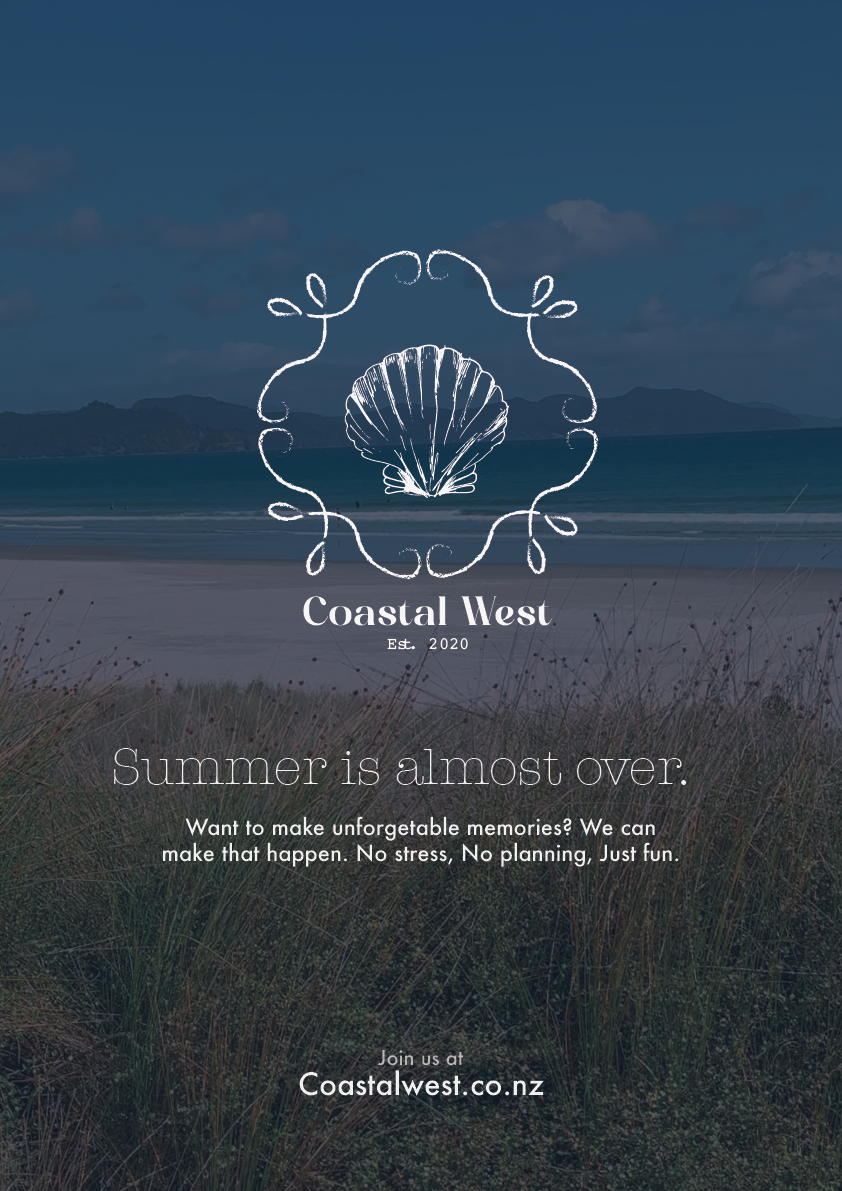 Coastal West
Est. 2020
Summer is almost over.
Want to make unforgetable memories? We can
make that happen. No stress, No planning, Just fun.
Join us at
Coastalwest.co.nz